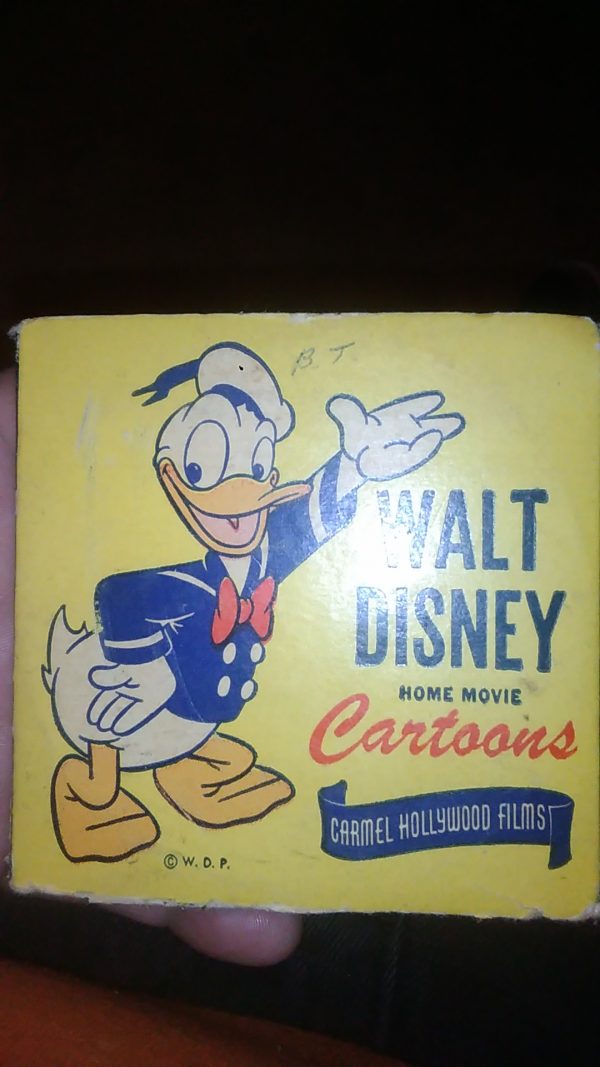 B T
WALT
DISNEY
HOME MOVIE
Cartoons
CARMEL HOLLYWOOD FILMS
© W. D. P.